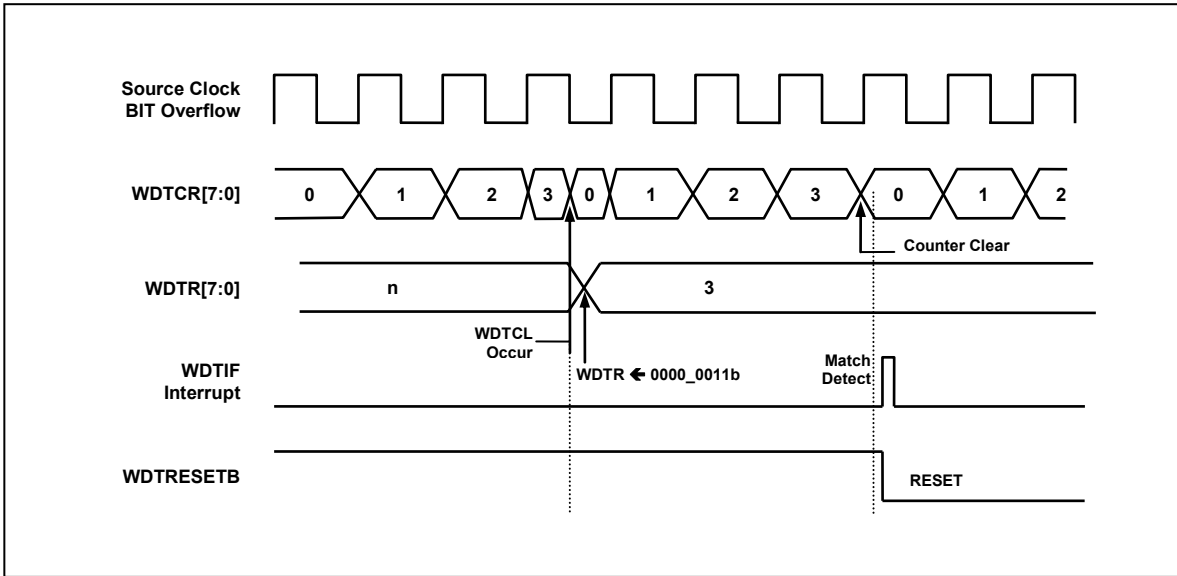 Source Clock
BIT Overflow
WDTCR[7:0]
0 1 2 3 0 1 2 3 0 1 2
Counter Clear
WDTR[7:0]
n 3
WDTCL
Occur
WDTR 🡸 0000_0011b
WDTIF
Interrupt
Match
Detect
WDTRESETB
RESET